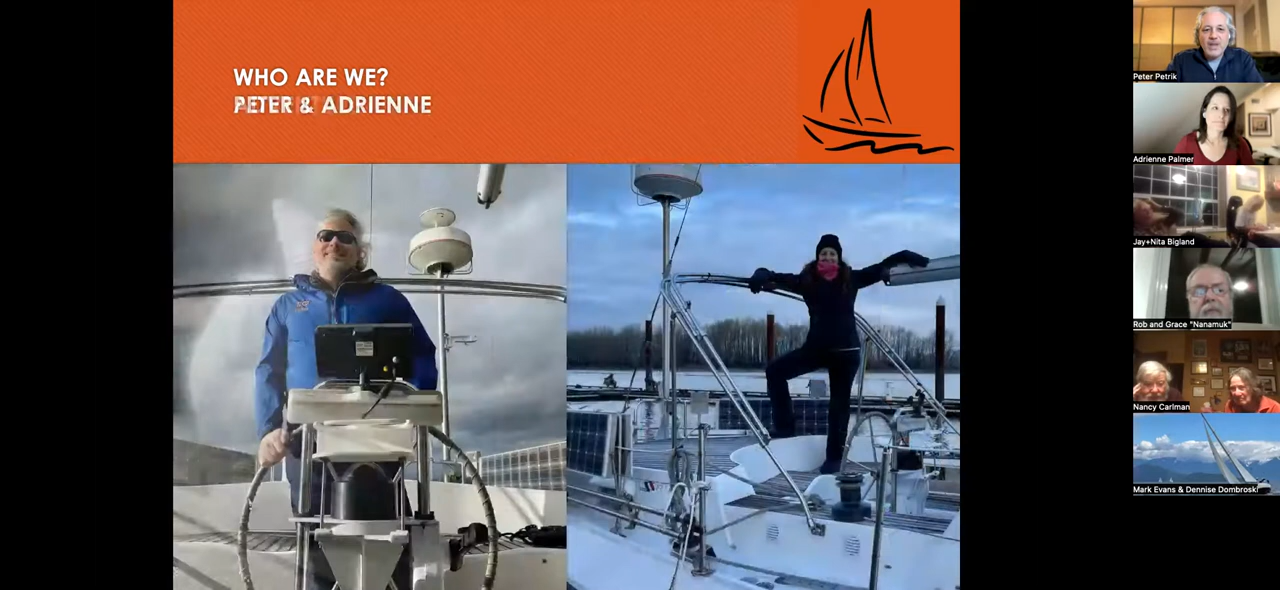 WHO ARE WE?
PETER & ADRIENNE
Peter Petrik
Adrienne Palmer
Jay+Nita Bigland
Rob and Grace "Nanamuk"
Nancy Carlman
Mark Evans & Dennise Dombroski